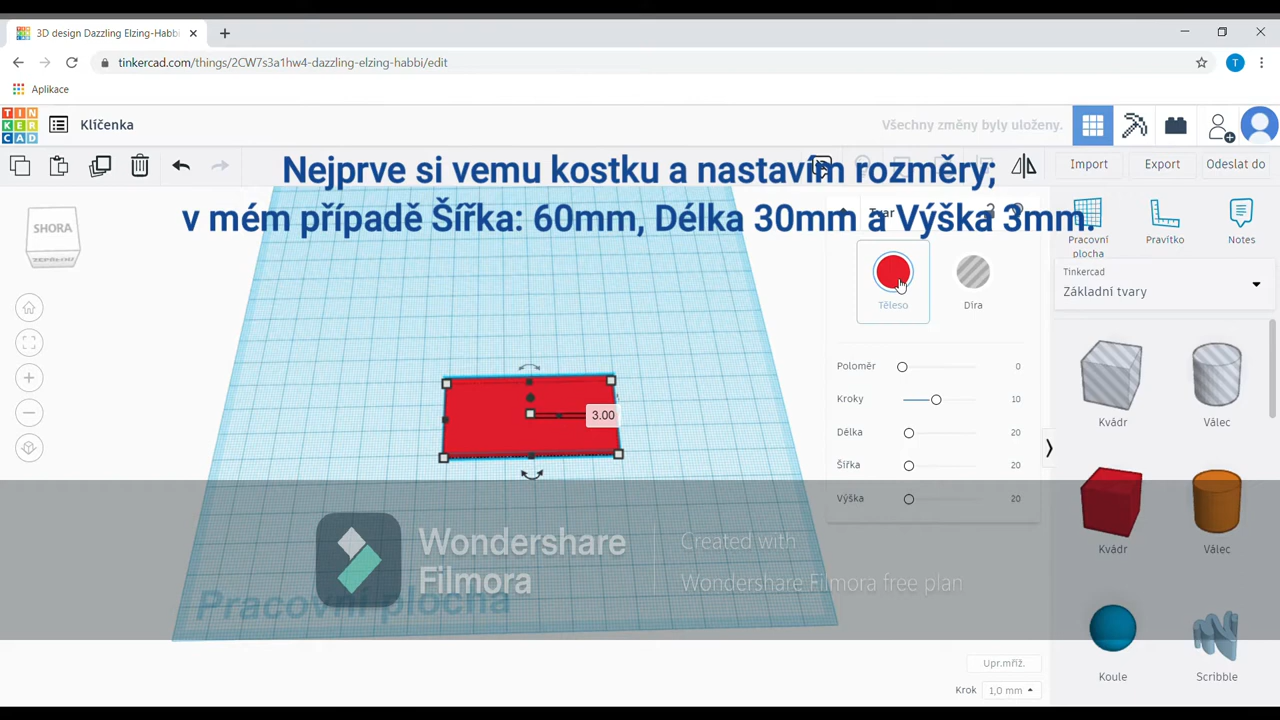 3D design Dazzling Elzing-Habbi
tinkercad.com/things/2CW7s3a1hw4-dazzling-elzing-habbi/edit
T
Aplikace
TIN
KER
CAD
Klíčenka
Všechny změny byly uloženy.
Nejprve si vemu kostku a nastavím rozměry;
v mém případě Šířka: 60mm, Délka 30mm a Výška 3mm.
Import
Export
Odeslat do
SHORA
ZEPŘEDU
Tvar
Pracovní
plocha
Pravítko
Notes
Těleso
Díra
Tinkercad
Základní tvary
Poloměr 0
Kroky 10
Délka 20
Šířka 20
Výška 20
3.00
Kvádr
Válec
Kvádr
Válec
Koule
Scribble
Wondershare
Filmora
Created with
Wondershare Filmora free plan
Pracovní plocha
Upr.mříž.
Krok 1,0 mm